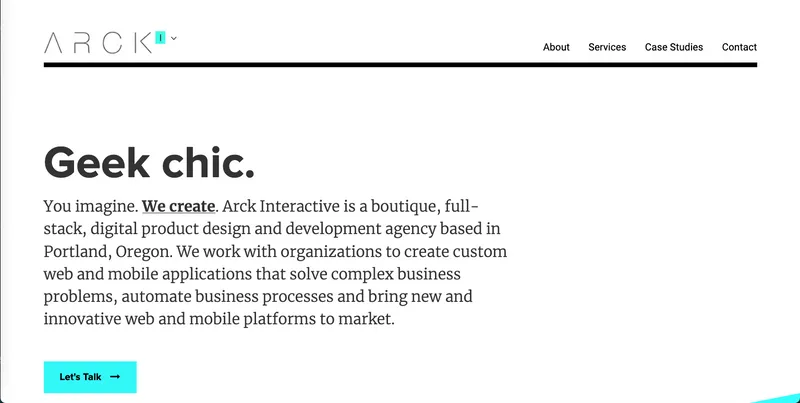 ARCK I
About Services Case Studies Contact
Geek chic.
You imagine. We create. Arck Interactive is a boutique, full-
stack, digital product design and development agency based in
Portland, Oregon. We work with organizations to create custom
web and mobile applications that solve complex business
problems, automate business processes and bring new and
innovative web and mobile platforms to market.
Let's Talk